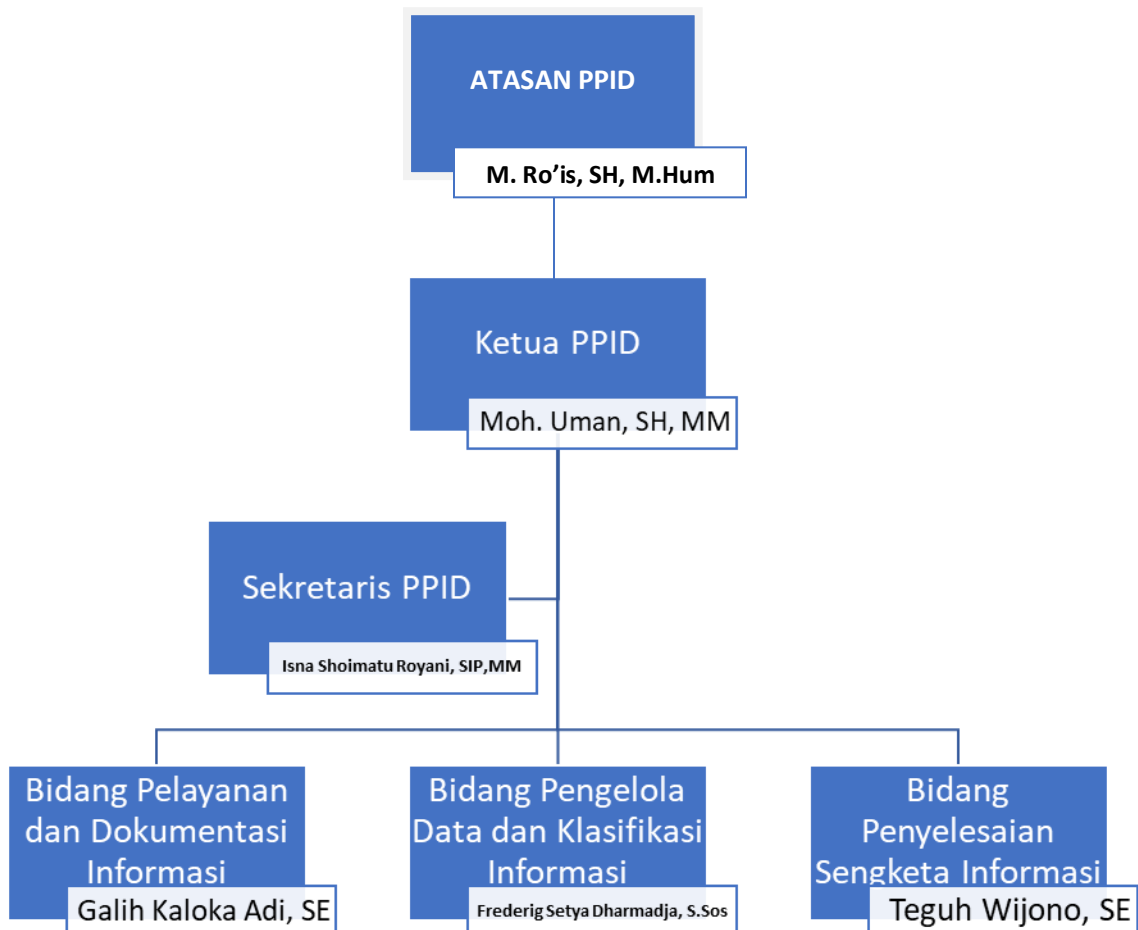 ATASAN PPID
M. Ro’is, SH, M.Hum
Ketua PPID
Moh. Uman, SH, MM
Sekretaris PPID
Isna Shoimatu Royani, SIP,MM
Bidang Pelayanan
dan Dokumentasi
Informasi
Galih Kaloka Adi, SE
Bidang Pengelola
Data dan Klasifikasi
Informasi
Frederig Setya Dharmadja, S.Sos
Bidang
Penyelesaian
Sengketa Informasi
Teguh Wijono, SE